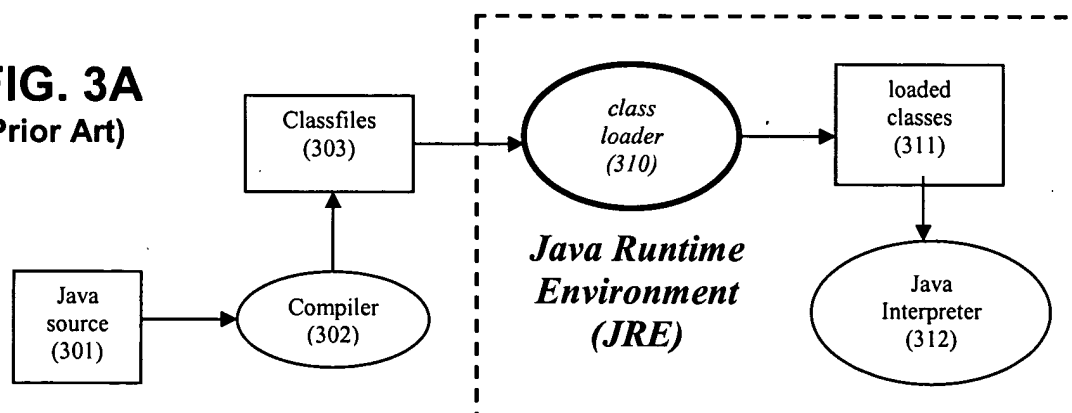 FIG. 3A
(Prior Art)
Java
source
(301)
Compiler
(302)
Classfiles
(303)
class
loader
(310)
Java Runtime
Environment
(JRE)
loaded
classes
(311)
Java
Interpreter
(312)